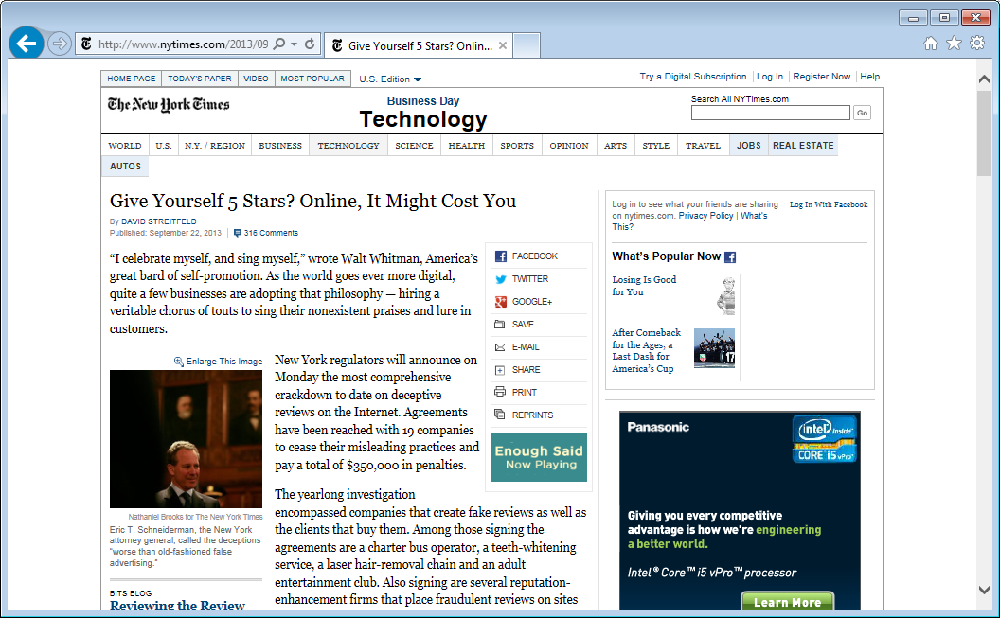 http://www.nytimes.com/2013/09
Give Yourself 5 Stars? Onlin...
HOME PAGE
TODAY'S PAPER
VIDEO
MOST POPULAR
U.S. Edition
Try a Digital Subscription
Log In
Register Now
Help
The New York Times
Business Day
Technology
Search All NYTimes.com
Go
WORLD
U.S.
N.Y. / REGION
BUSINESS
TECHNOLOGY
SCIENCE
HEALTH
SPORTS
OPINION
ARTS
STYLE
TRAVEL
JOBS
REAL ESTATE
AUTOS
Give Yourself 5 Stars? Online, It Might Cost You
By DAVID STREITFELD
Published: September 22, 2013
316 Comments
“I celebrate myself, and sing myself,” wrote Walt Whitman, America’s
great bard of self-promotion. As the world goes ever more digital,
quite a few businesses are adopting that philosophy — hiring a
veritable chorus of touts to sing their nonexistent praises and lure in
customers.
Enlarge This Image
Nathaniel Brooks for The New York Times
Eric T. Schneiderman, the New York
attorney general, called the deceptions
“worse than old-fashioned false
advertising.”
BITS BLOG
Reviewing the Review
New York regulators will announce on
Monday the most comprehensive
crackdown to date on deceptive
reviews on the Internet. Agreements
have been reached with 19 companies
to cease their misleading practices and
pay a total of $350,000 in penalties.
The yearlong investigation
encompassed companies that create fake reviews as well as
the clients that buy them. Among those signing the
agreements are a charter bus operator, a teeth-whitening
service, a laser hair-removal chain and an adult
entertainment club. Also signing are several reputation-
enhancement firms that place fraudulent reviews on sites
FACEBOOK
TWITTER
GOOGLE+
SAVE
E-MAIL
SHARE
PRINT
REPRINTS
Enough Said
Now Playing
Log in to see what your friends are sharing
on nytimes.com. Privacy Policy | What's
This?
Log In With Facebook
What's Popular Now
Losing Is Good
for You
After Comeback
for the Ages, a
Last Dash for
America's Cup
17
Panasonic
intel inside
CORE i5
vPro
Giving you every competitive
advantage is how we're engineering
a better world.
Intel® Core™ i5 vPro™ processor
Learn More